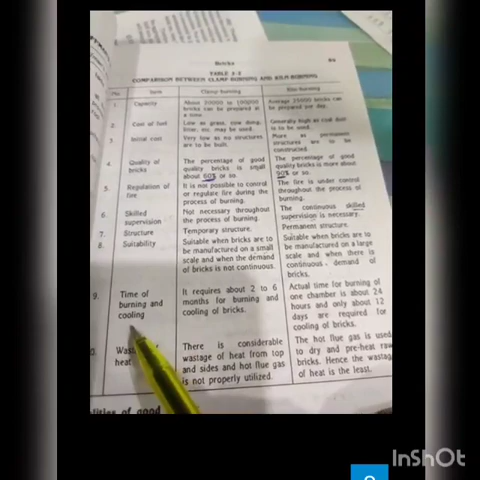 Bricks
TABLE 2-2
COMPARISON BETWEEN CLAMP BURNING AND KILN BURNING
No. Item Clamp-burning Kiln-burning
1. Capacity About 20000 to 100000 bricks can be prepared at a time. Average 25000 bricks can be prepared per day.
2. Cost of fuel Low as grass, cow dung, litter, etc. may be used. Generally high as coal dust is to be used.
3. Initial cost Very low as no structures are to be built. More as permanent structures are to be constructed.
4. Quality of bricks The percentage of good quality bricks is small about 60% or so. The percentage of good quality bricks is more about 90% or so.
5. Regulation of fire It is not possible to control or regulate fire during the process of burning. The fire is under control throughout the process of burning.
6. Skilled supervision Not necessary throughout the process of burning. The continuous skilled supervision is necessary.
7. Structure Temporary structure. Permanent structure.
8. Suitability Suitable when bricks are to be manufactured on a small scale and when the demand of bricks is not continuous. Suitable when bricks are to be manufactured on a large scale and when there is continuous demand of bricks.
9. Time of burning and cooling It requires about 2 to 6 months for burning and cooling of bricks. Actual time for burning of one chamber is about 24 hours and only about 12 days are required for cooling of bricks.
heat There is considerable wastage of heat from top and sides and hot flue gas is not properly utilized. The hot flue gas is used to dry and pre-heat raw bricks. Hence the wastag of heat is the least.
of good
InShOt